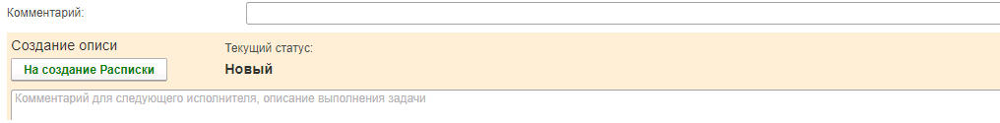 Комментарий:
Создание описи
Текущий статус:
На создание Расписки
Новый
Комментарий для следующего исполнителя, описание выполнения задачи